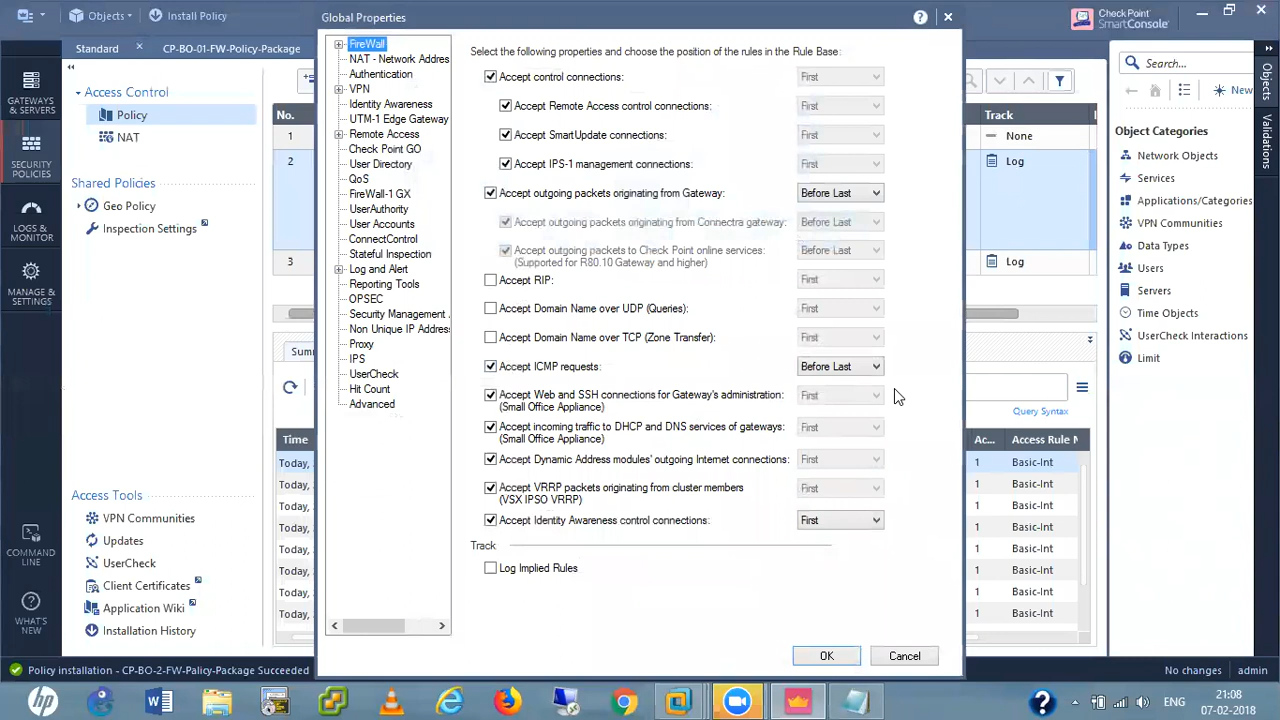 Objects
Install Policy
Global Properties
Check Point
SmartConsole
Standard
CP-BO-01-FW-Policy-Package
GATEWAYS
& SERVERS
SECURITY
POLICIES
LOGS &
MONITOR
MANAGE &
SETTINGS
COMMAND
LINE
WHAT'S
NEW
Access Control
Policy
NAT
Shared Policies
Geo Policy
Inspection Settings
Access Tools
VPN Communities
Updates
UserCheck
Client Certificates
Application Wiki
Installation History
No.
1
2
3
Summ
Time
Today,
Today,
Today,
Today,
Today,
Today,
Today,
Today,
FireWall
NAT - Network Addres
Authentication
VPN
Identity Awareness
UTM-1 Edge Gateway
Remote Access
Check Point GO
User Directory
QoS
FireWall-1 GX
UserAuthority
User Accounts
ConnectControl
Stateful Inspection
Log and Alert
Reporting Tools
OPSEC
Security Management .
Non Unique IP Address
Proxy
IPS
UserCheck
Hit Count
Advanced
Select the following properties and choose the position of the rules in the Rule Base:
Accept control connections: First
Accept Remote Access control connections: First
Accept SmartUpdate connections: First
Accept IPS-1 management connections: First
Accept outgoing packets originating from Gateway: Before Last
Accept outgoing packets originating from Connectra gateway: Before Last
Accept outgoing packets to Check Point online services: Before Last
(Supported for R80.10 Gateway and higher)
Accept RIP: First
Accept Domain Name over UDP (Queries): First
Accept Domain Name over TCP (Zone Transfer): First
Accept ICMP requests: Before Last
Accept Web and SSH connections for Gateway's administration: First
(Small Office Appliance)
Accept incoming traffic to DHCP and DNS services of gateways: First
(Small Office Appliance)
Accept Dynamic Address modules' outgoing Internet connections: First
Accept VRRP packets originating from cluster members First
(VSX IPSO VRRP)
Accept Identity Awareness control connections: First
Track
Log Implied Rules
OK Cancel
Track
None
Log
Log
Query Syntax
Ac... Access Rule N
1 Basic-Int
1 Basic-Int
1 Basic-Int
1 Basic-Int
1 Basic-Int
1 Basic-Int
1 Basic-Int
1 Basic-Int
Search...
New
Object Categories
Network Objects
Services
Applications/Categories
VPN Communities
Data Types
Users
Servers
Time Objects
UserCheck Interactions
Limit
Objects
Validations
Policy installation - CP-BO-2-FW-Policy-Package Succeeded
No changes admin
ENG
21:08
07-02-2018